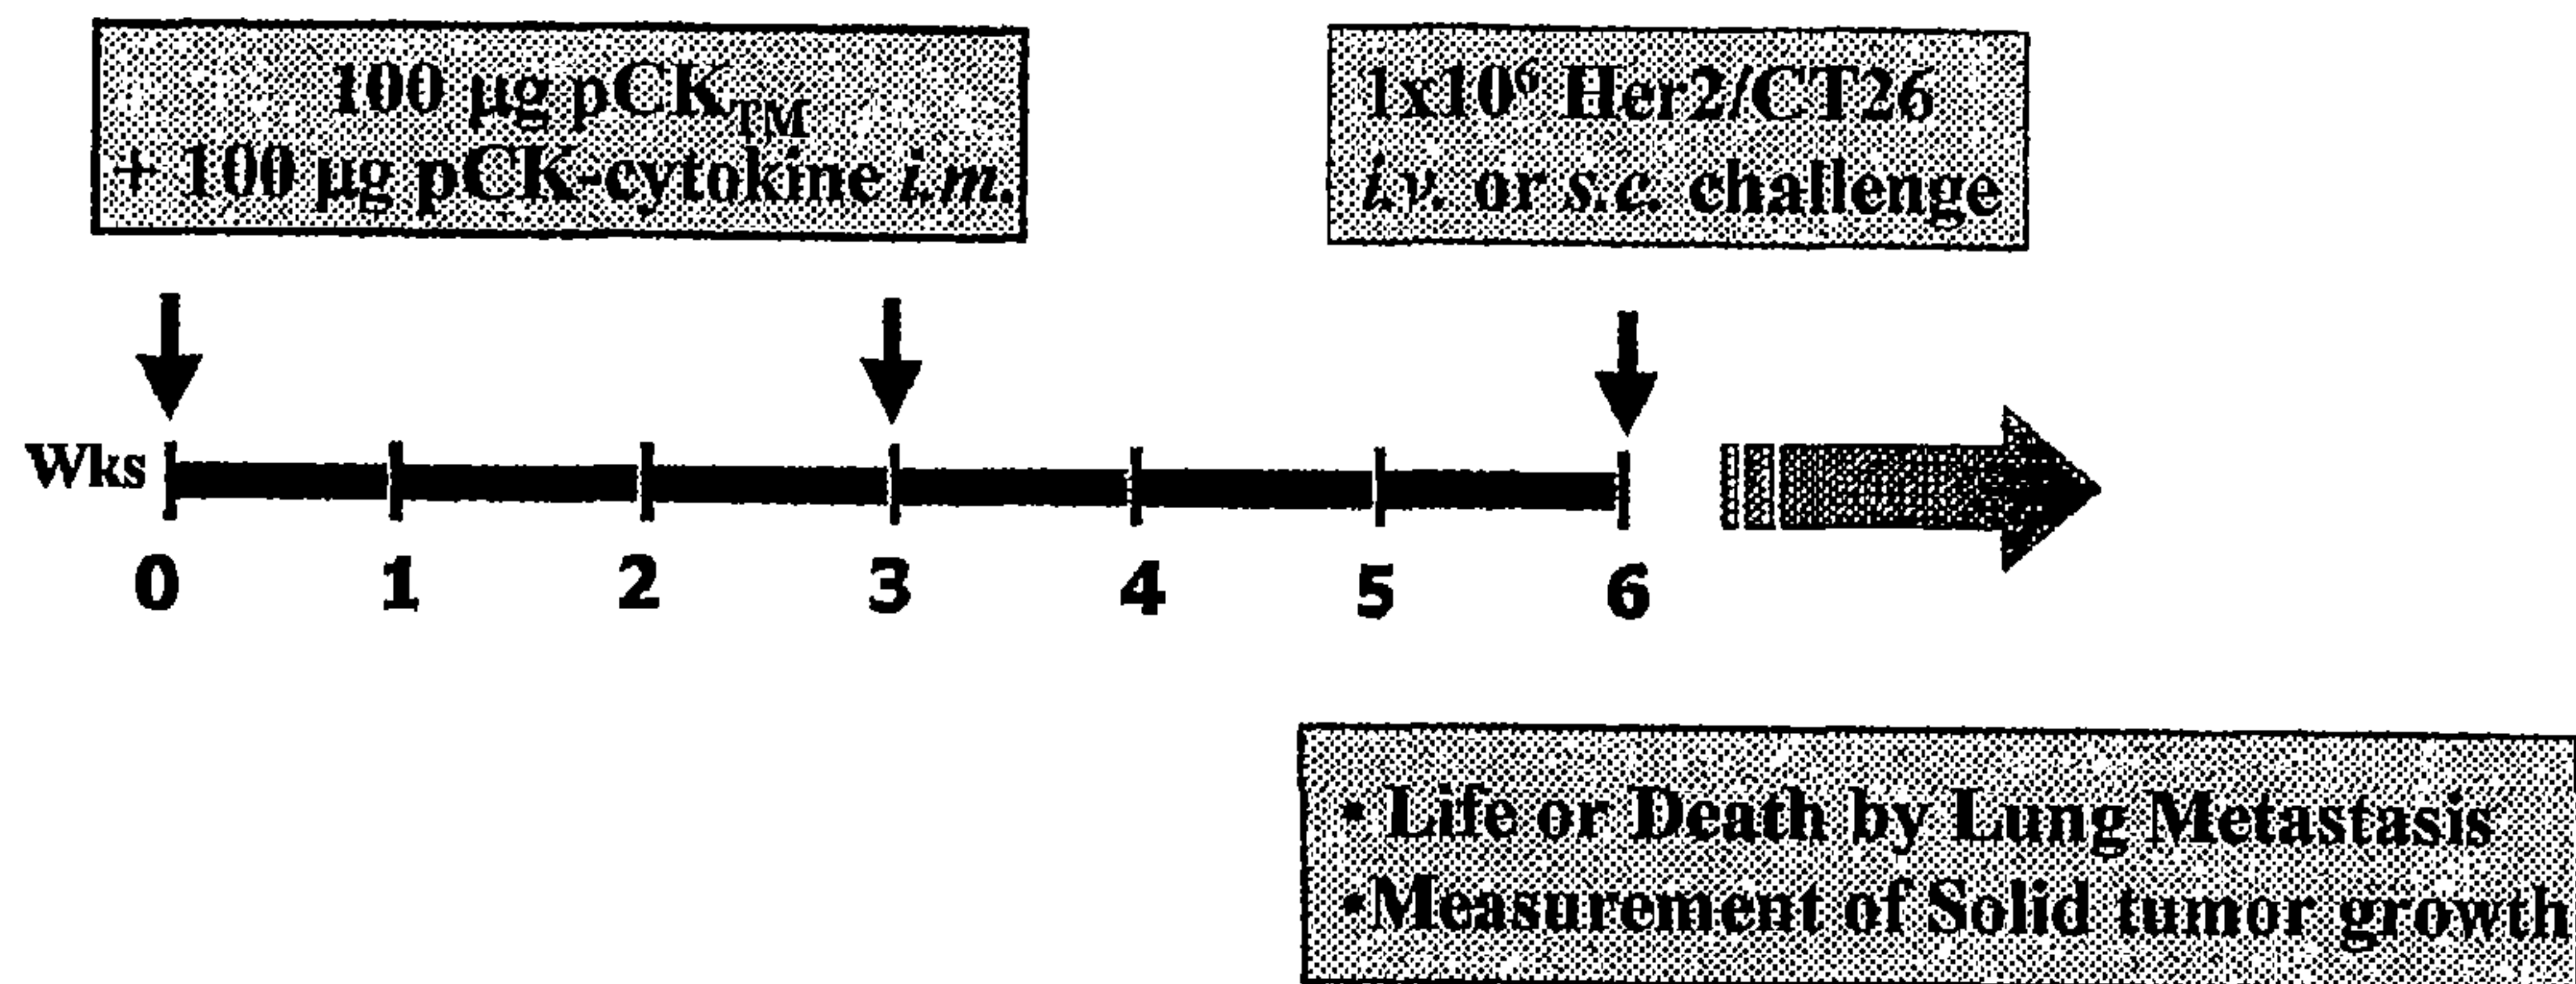 100 µg pCKTM
+ 100 µg pCK-cytokine i.m.
1x10⁶ Her2/CT26
i.v. or s.c. challenge
Wks
0 1 2 3 4 5 6
• Life or Death by Lung Metastasis
•Measurement of Solid tumor growth